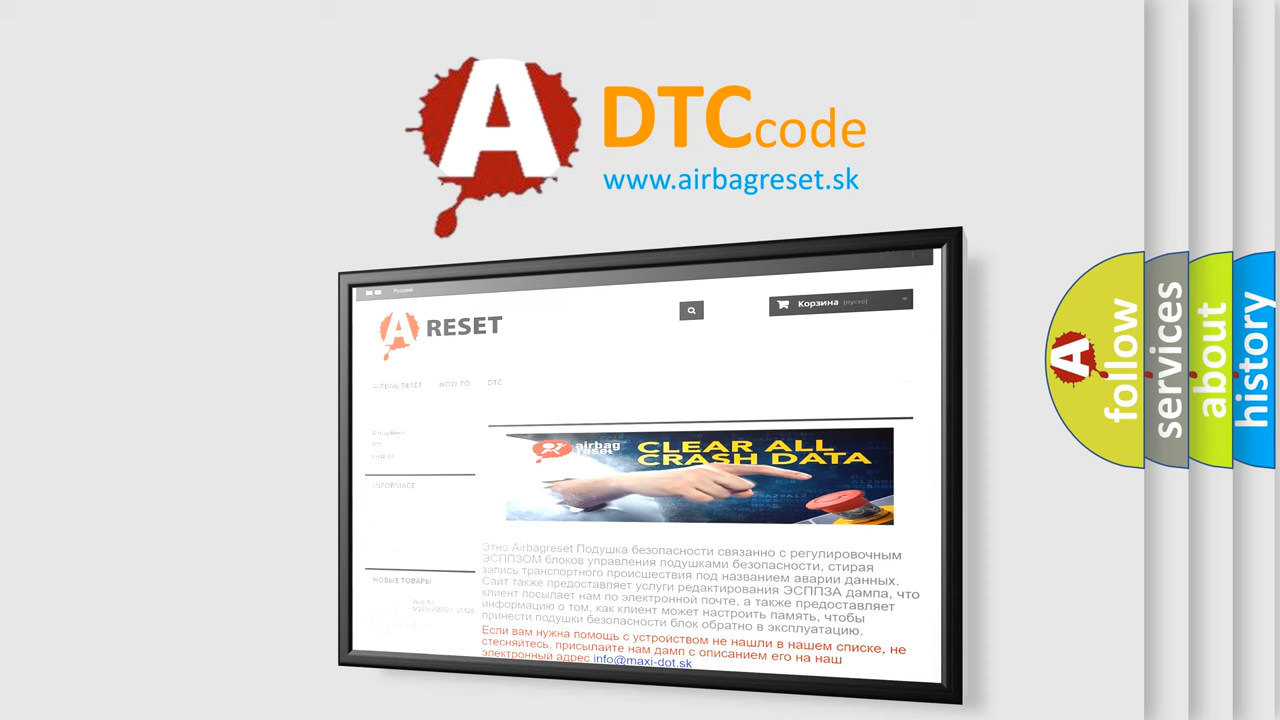 A DTCcode
www.airbagreset.sk
Русский
A RESET
Корзина (пусто)
AIRBAG RESET HOW TO DTC
Airbag Reset
DTC
INFORMACE
airbag
reset
CLEAR ALL
CRASH DATA
Этно Airbagreset Подушка безопасности связанно с регулировочным
ЭСППЗОМ блоков управления подушками безопасности, стирая
запись транспортного происшествия под названием аварии данных.
Сайт также предоставляет услуги редактирования ЭСППЗА дампа, что
клиент посылает нам по электронной почте, а также предоставляет
информацию о том, как клиент может настроить память, чтобы
принести подушки безопасности блок обратно в эксплуатацию.
НОВЫЕ ТОВАРЫ
Если вам нужна помощь с устройством не нашли в нашем списке, не
стесняйтесь, присылайте нам дамп с описанием его на наш
электронный адрес info@maxi-dot.sk
A
follow
services
about
history